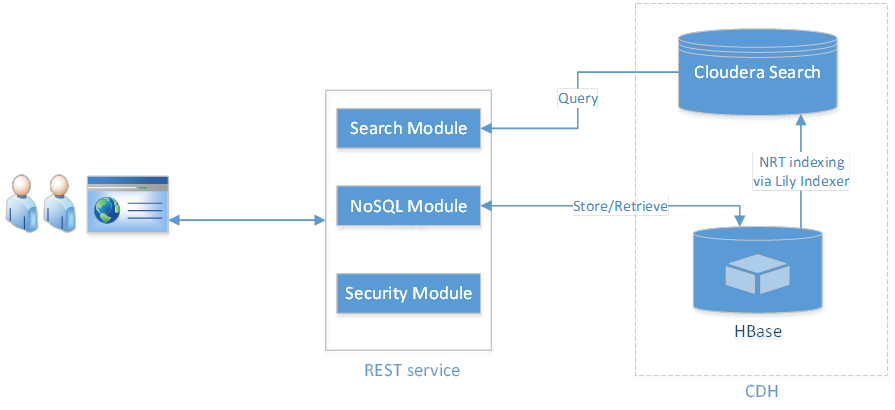 Cloudera Search
Query
Search Module
NRT indexing
via Lily Indexer
NoSQL Module
Store/Retrieve
Security Module
HBase
REST service
CDH